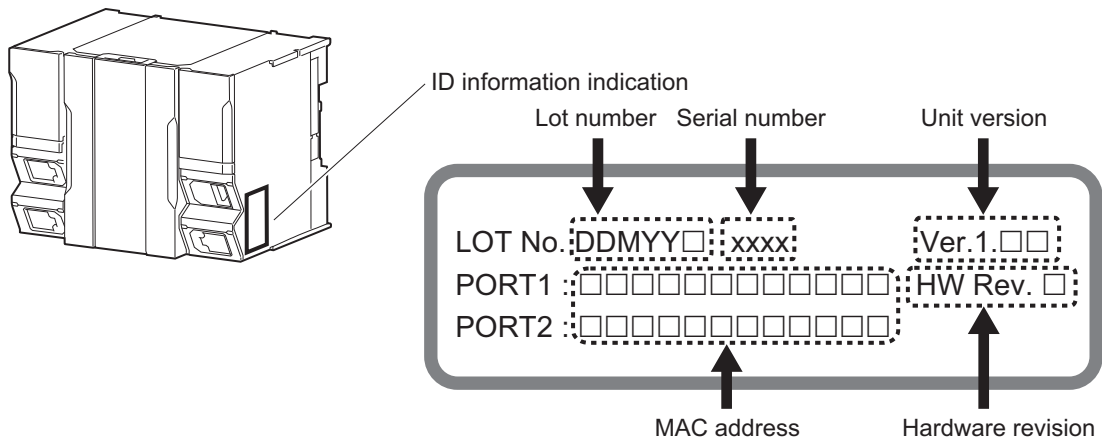 ID information indication
Lot number Serial number Unit version
LOT No. DDMYY□ xxxx Ver.1.□□
PORT1 : □□□□□□□□□□□□ HW Rev. □
PORT2 : □□□□□□□□□□□□
MAC address Hardware revision